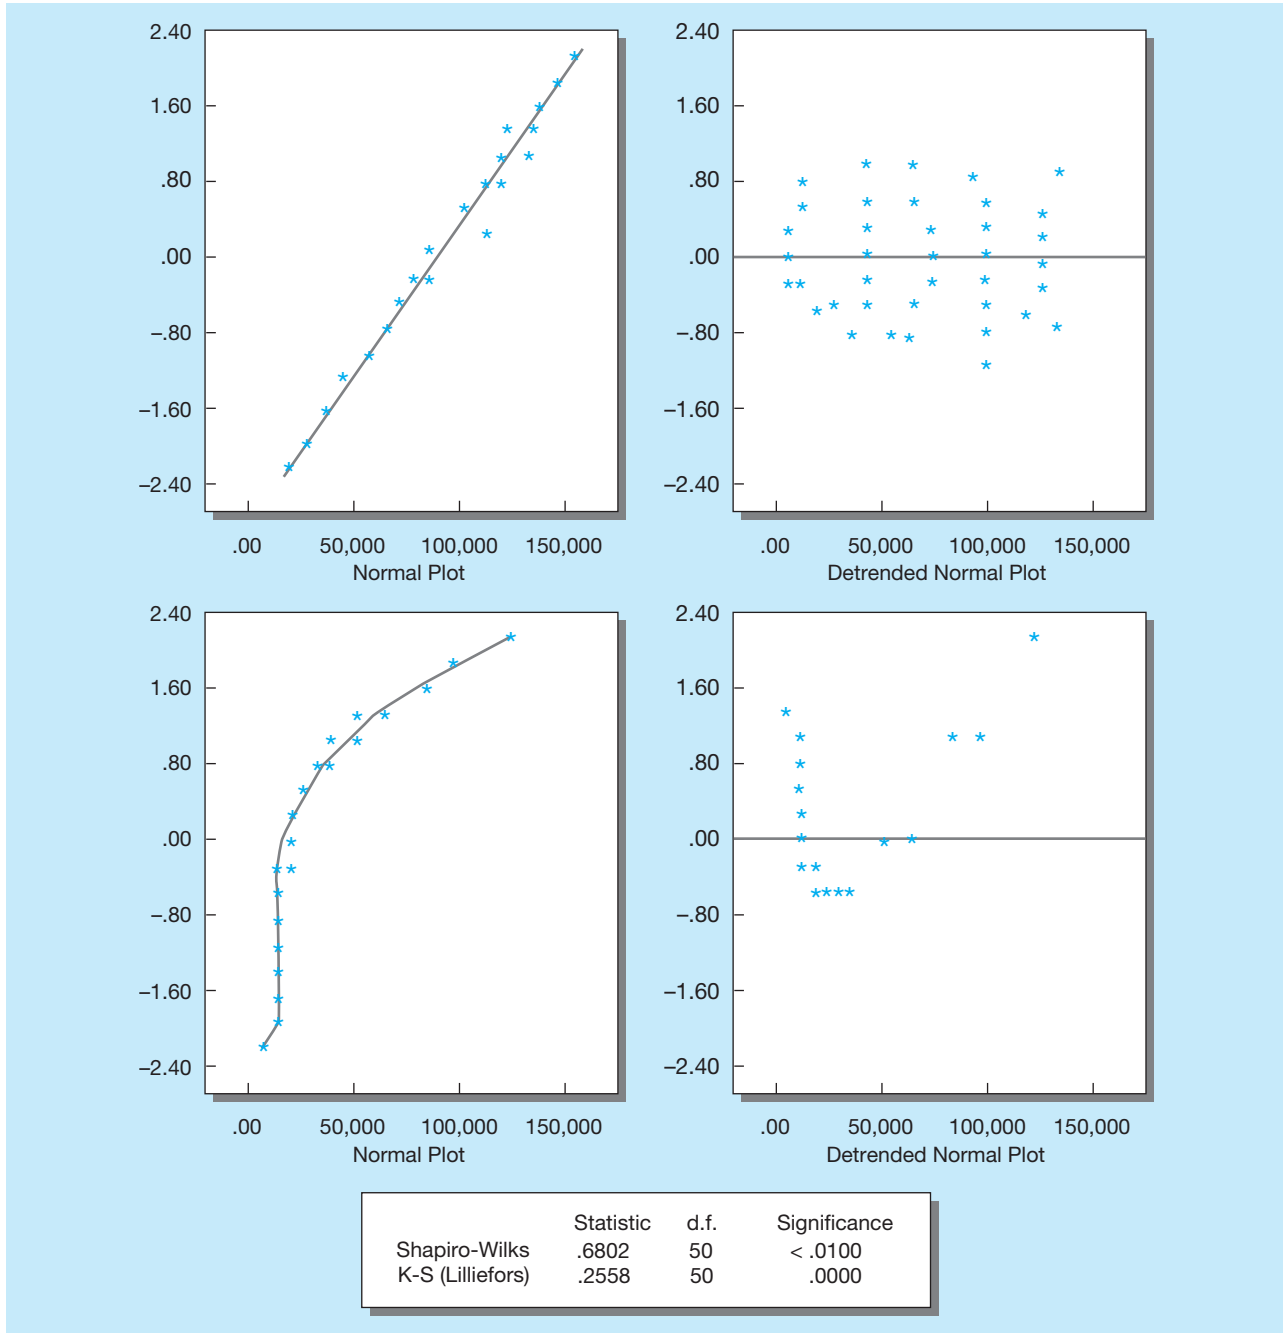 2.40
1.60
.80
.00
–.80
–1.60
–2.40
.00 50,000 100,000 150,000
Normal Plot
2.40
1.60
.80
.00
–.80
–1.60
–2.40
.00 50,000 100,000 150,000
Detrended Normal Plot
2.40
1.60
.80
.00
–.80
–1.60
–2.40
.00 50,000 100,000 150,000
Normal Plot
2.40
1.60
.80
.00
–.80
–1.60
–2.40
.00 50,000 100,000 150,000
Detrended Normal Plot
Statistic d.f. Significance
Shapiro-Wilks .6802 50 < .0100
K-S (Lilliefors) .2558 50 .0000